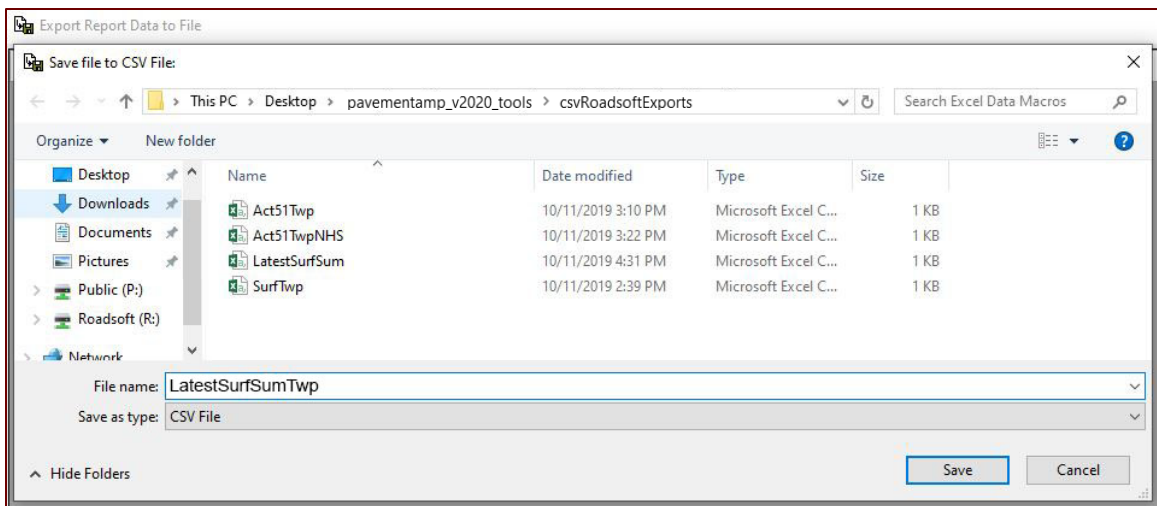 Export Report Data to File
Save file to CSV File:
This PC > Desktop > pavementamp_v2020_tools > csvRoadsoftExports Search Excel Data Macros
Organize New folder
Desktop Name Date modified Type Size
Downloads Act51Twp 10/11/2019 3:10 PM Microsoft Excel C... 1 KB
Documents Act51TwpNHS 10/11/2019 3:22 PM Microsoft Excel C... 1 KB
Pictures LatestSurfSum 10/11/2019 4:31 PM Microsoft Excel C... 1 KB
Public (P:) SurfTwp 10/11/2019 2:39 PM Microsoft Excel C... 1 KB
Roadsoft (R:)
Network
File name: LatestSurfSumTwp
Save as type: CSV File
Hide Folders Save Cancel